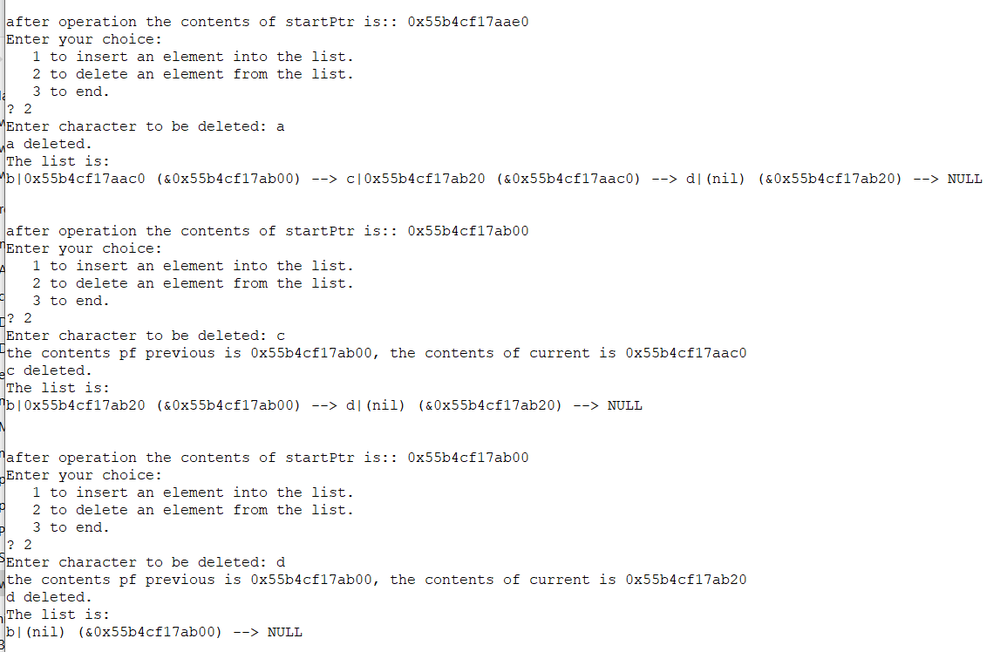 after operation the contents of startPtr is:: 0x55b4cf17aae0
Enter your choice:
   1 to insert an element into the list.
   2 to delete an element from the list.
   3 to end.
? 2
Enter character to be deleted: a
a deleted.
The list is:
b|0x55b4cf17aac0 (&0x55b4cf17ab00) --> c|0x55b4cf17ab20 (&0x55b4cf17aac0) --> d|(nil) (&0x55b4cf17ab20) --> NULL
after operation the contents of startPtr is:: 0x55b4cf17ab00
Enter your choice:
   1 to insert an element into the list.
   2 to delete an element from the list.
   3 to end.
? 2
Enter character to be deleted: c
the contents pf previous is 0x55b4cf17ab00, the contents of current is 0x55b4cf17aac0
c deleted.
The list is:
b|0x55b4cf17ab20 (&0x55b4cf17ab00) --> d|(nil) (&0x55b4cf17ab20) --> NULL
after operation the contents of startPtr is:: 0x55b4cf17ab00
Enter your choice:
   1 to insert an element into the list.
   2 to delete an element from the list.
   3 to end.
? 2
Enter character to be deleted: d
the contents pf previous is 0x55b4cf17ab00, the contents of current is 0x55b4cf17ab20
d deleted.
The list is:
b|(nil) (&0x55b4cf17ab00) --> NULL